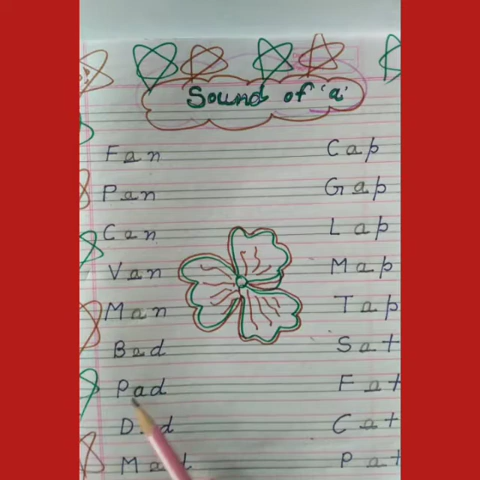 Sound of 'a'
Fan
Pan
Can
Van
Man
Bad
Pad
Dad
Mad
Cap
Gap
Lap
Map
Tap
Sat
Fat
Cat
Pat